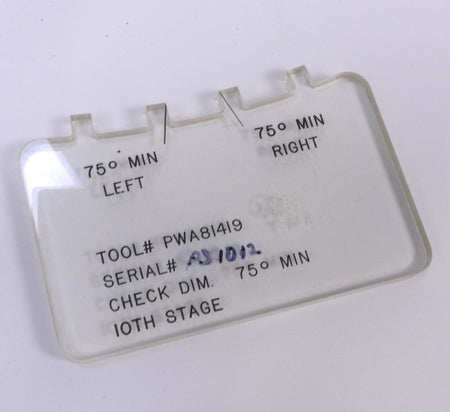 75° MIN
LEFT
75° MIN
RIGHT
TOOL# PWA81419
SERIAL# A31012
CHECK DIM. 75° MIN
10TH STAGE